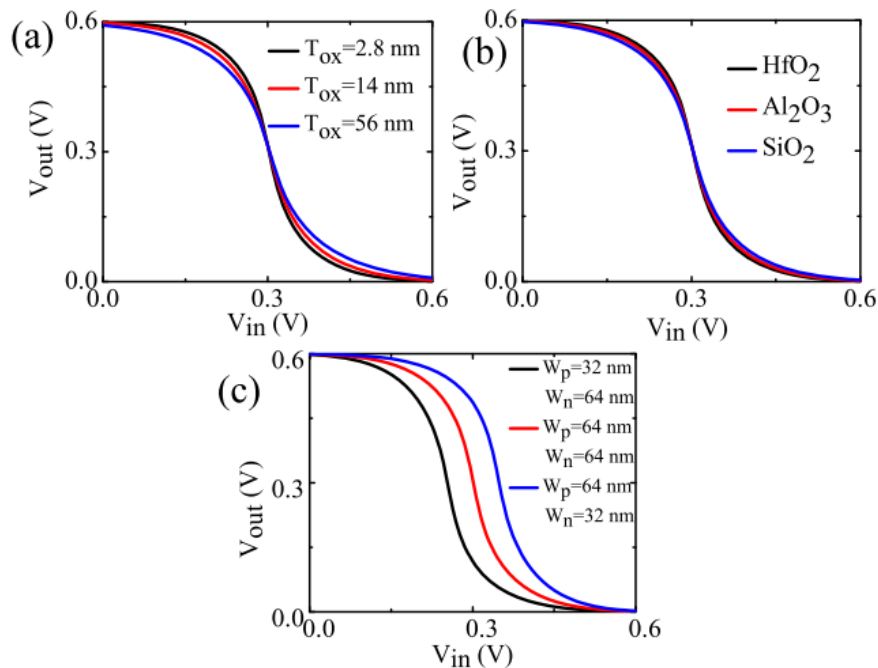 (a)
0.6
0.3
0.0
V_out (V)
T_ox=2.8 nm
T_ox=14 nm
T_ox=56 nm
0.0 0.3 0.6
V_in (V)
(b)
0.6
0.3
0.0
V_out (V)
HfO₂
Al₂O₃
SiO₂
0.0 0.3 0.6
V_in (V)
(c)
0.6
0.3
0.0
V_out (V)
W_p=32 nm
W_n=64 nm
W_p=64 nm
W_n=64 nm
W_p=64 nm
W_n=32 nm
0.0 0.3 0.6
V_in (V)